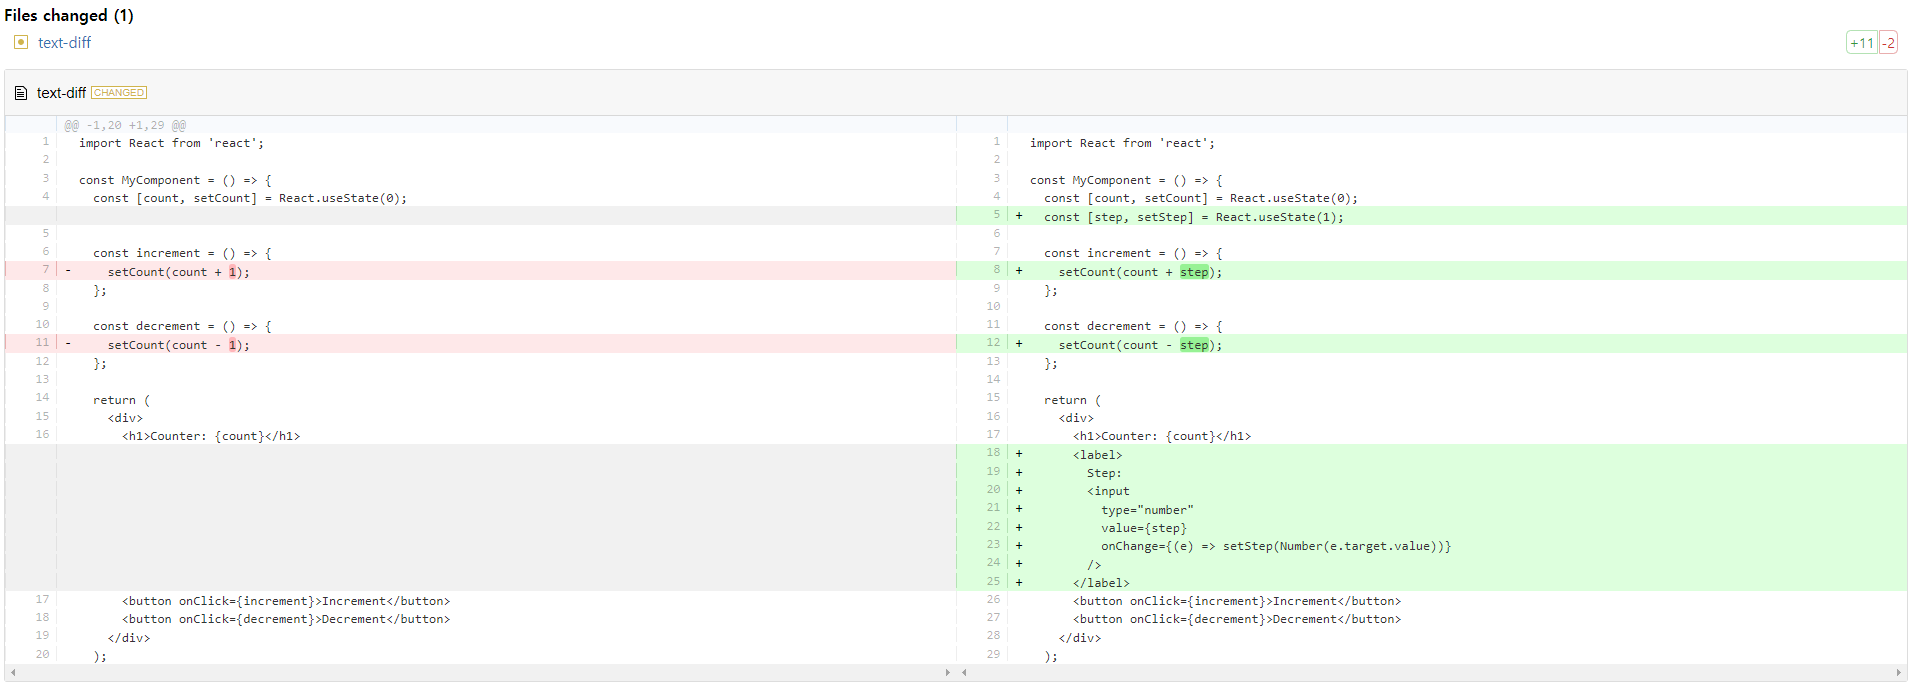 Files changed (1)
text-diff
+11 -2
text-diff CHANGED
@@ -1,20 +1,29 @@
1 import React from 'react';
2
3 const MyComponent = () => {
4 const [count, setCount] = React.useState(0);
5
6 const increment = () => {
7 - setCount(count + 1);
8 };
9
10 const decrement = () => {
11 - setCount(count - 1);
12 };
13
14 return (
15 <div>
16 <h1>Counter: {count}</h1>
17 <button onClick={increment}>Increment</button>
18 <button onClick={decrement}>Decrement</button>
19 </div>
20 );
1 import React from 'react';
2
3 const MyComponent = () => {
4 const [count, setCount] = React.useState(0);
5 + const [step, setStep] = React.useState(1);
6
7 const increment = () => {
8 + setCount(count + step);
9 };
10
11 const decrement = () => {
12 + setCount(count - step);
13 };
14
15 return (
16 <div>
17 <h1>Counter: {count}</h1>
18 + <label>
19 + Step:
20 + <input
21 + type="number"
22 + value={step}
23 + onChange={(e) => setStep(Number(e.target.value))}
24 + />
25 + </label>
26 <button onClick={increment}>Increment</button>
27 <button onClick={decrement}>Decrement</button>
28 </div>
29 );